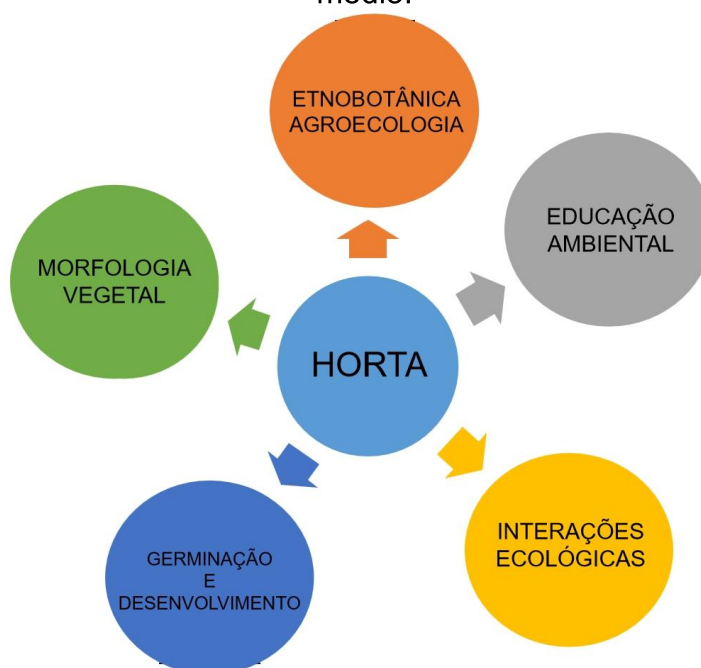 ETNOBOTÂNICA
AGROECOLOGIA
EDUCAÇÃO
AMBIENTAL
MORFOLOGIA
VEGETAL
HORTA
INTERAÇÕES
ECOLÓGICAS
GERMINAÇÃO
E
DESENVOLVIMENTO